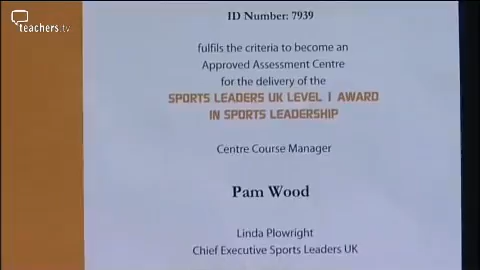 teachers.tv
ID Number: 7939
fulfils the criteria to become an
Approved Assessment Centre
for the delivery of the
SPORTS LEADERS UK LEVEL 1 AWARD
IN SPORTS LEADERSHIP
Centre Course Manager
Pam Wood
Linda Plowright
Chief Executive Sports Leaders UK